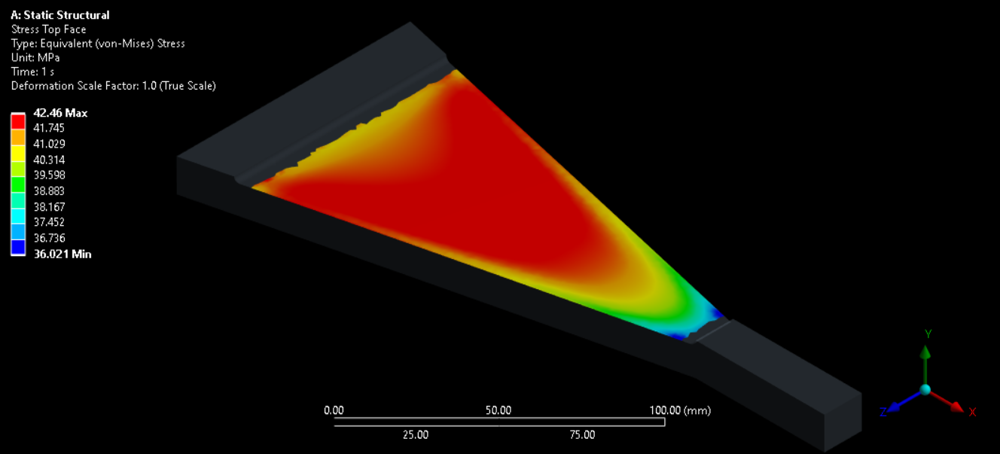 A: Static Structural
Stress Top Face
Type: Equivalent (von-Mises) Stress
Unit: MPa
Time: 1 s
Deformation Scale Factor: 1.0 (True Scale)
42.46 Max
41.745
41.029
40.314
39.598
38.883
38.167
37.452
36.736
36.021 Min
0.00 50.00 100.00 (mm)
25.00 75.00
Y
Z X